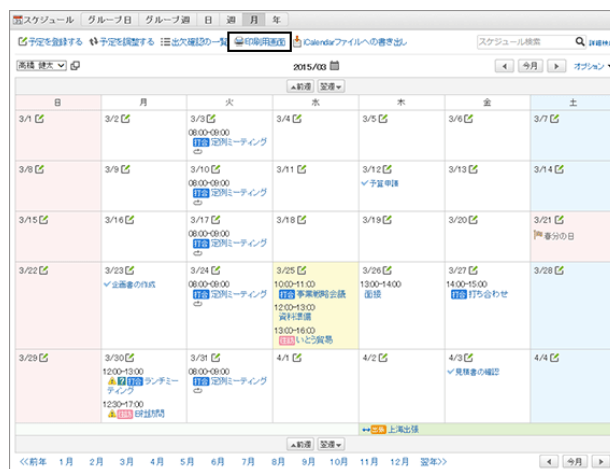 スケジュール グループ日 グループ週 日 週 月 年
予定を登録する 予定を調整する 出欠確認の一覧 印刷用画面 iCalendarファイルへの書き出し スケジュール検索 詳細検
高橋 健太 2015/03 今月 オプション
▲前週 翌週▼
日 月 火 水 木 金 土
3/1 3/2 3/3 3/4 3/5 3/6 3/7
08:00-09:00
打合 定例ミーティング
3/8 3/9 3/10 3/11 3/12 3/13 3/14
08:00-09:00 予算申請
打合 定例ミーティング
3/15 3/16 3/17 3/18 3/19 3/20 3/21
08:00-09:00 春分の日
打合 定例ミーティング
3/22 3/23 3/24 3/25 3/26 3/27 3/28
企画書の作成 08:00-09:00 10:00-11:00 13:00-14:00 14:00-15:00
打合 定例ミーティング 打合 事業戦略会議 面接 打合 打ち合わせ
12:00-13:00
資料準備
13:00-16:00
往訪 いとう貿易
3/29 3/30 3/31 4/1 4/2 4/3 4/4
12:00-13:00 08:00-09:00 見積書の確認
? 打合 ランチミー 打合 定例ミーティング
ティング
12:30-17:00
往訪
出張 上海出張
▲前週 翌週▼
<<前年 1月 2月 3月 4月 5月 6月 7月 8月 9月 10月 11月 12月 翌年>> 今月